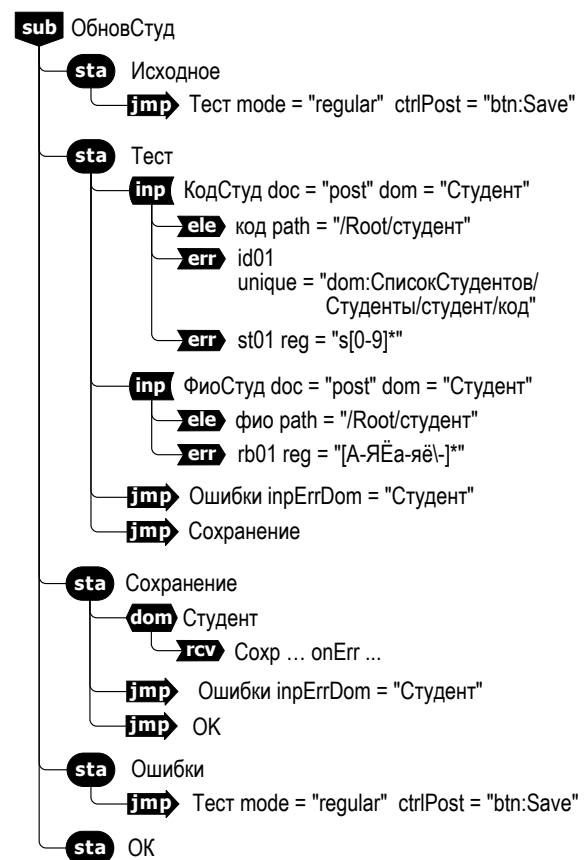 sub ОбновСтуд
sta Исходное
jmp Тест mode = "regular" ctrlPost = "btn:Save"
sta Тест
inp КодСтуд doc = "post" dom = "Студент"
ele код path = "/Root/студент"
err id01
unique = "dom:СписокСтудентов/
Студенты/студент/код"
err st01 reg = "s[0-9]*"
inp ФиоСтуд doc = "post" dom = "Студент"
ele фио path = "/Root/студент"
err rb01 reg = "[А-ЯЁа-яё\-]*"
jmp Ошибки inpErrDom = "Студент"
jmp Сохранение
sta Сохранение
dom Студент
rcv Сохр … onErr ...
jmp Ошибки inpErrDom = "Студент"
jmp ОК
sta Ошибки
jmp Тест mode = "regular" ctrlPost = "btn:Save"
sta ОК